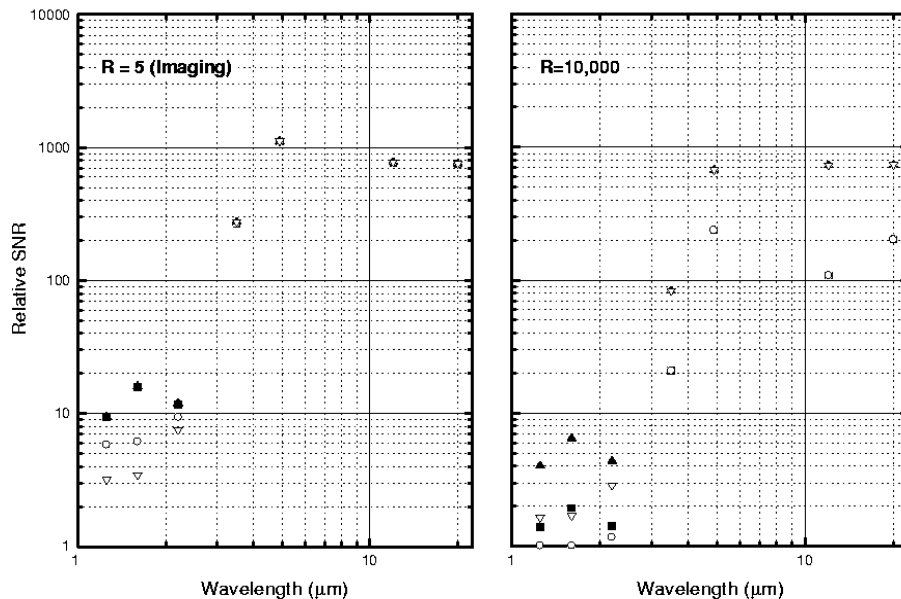 10000
1000
100
10
1
Relative SNR
R = 5 (Imaging)
1
10
Wavelength (μm)
R=10,000
1
10
Wavelength (μm)